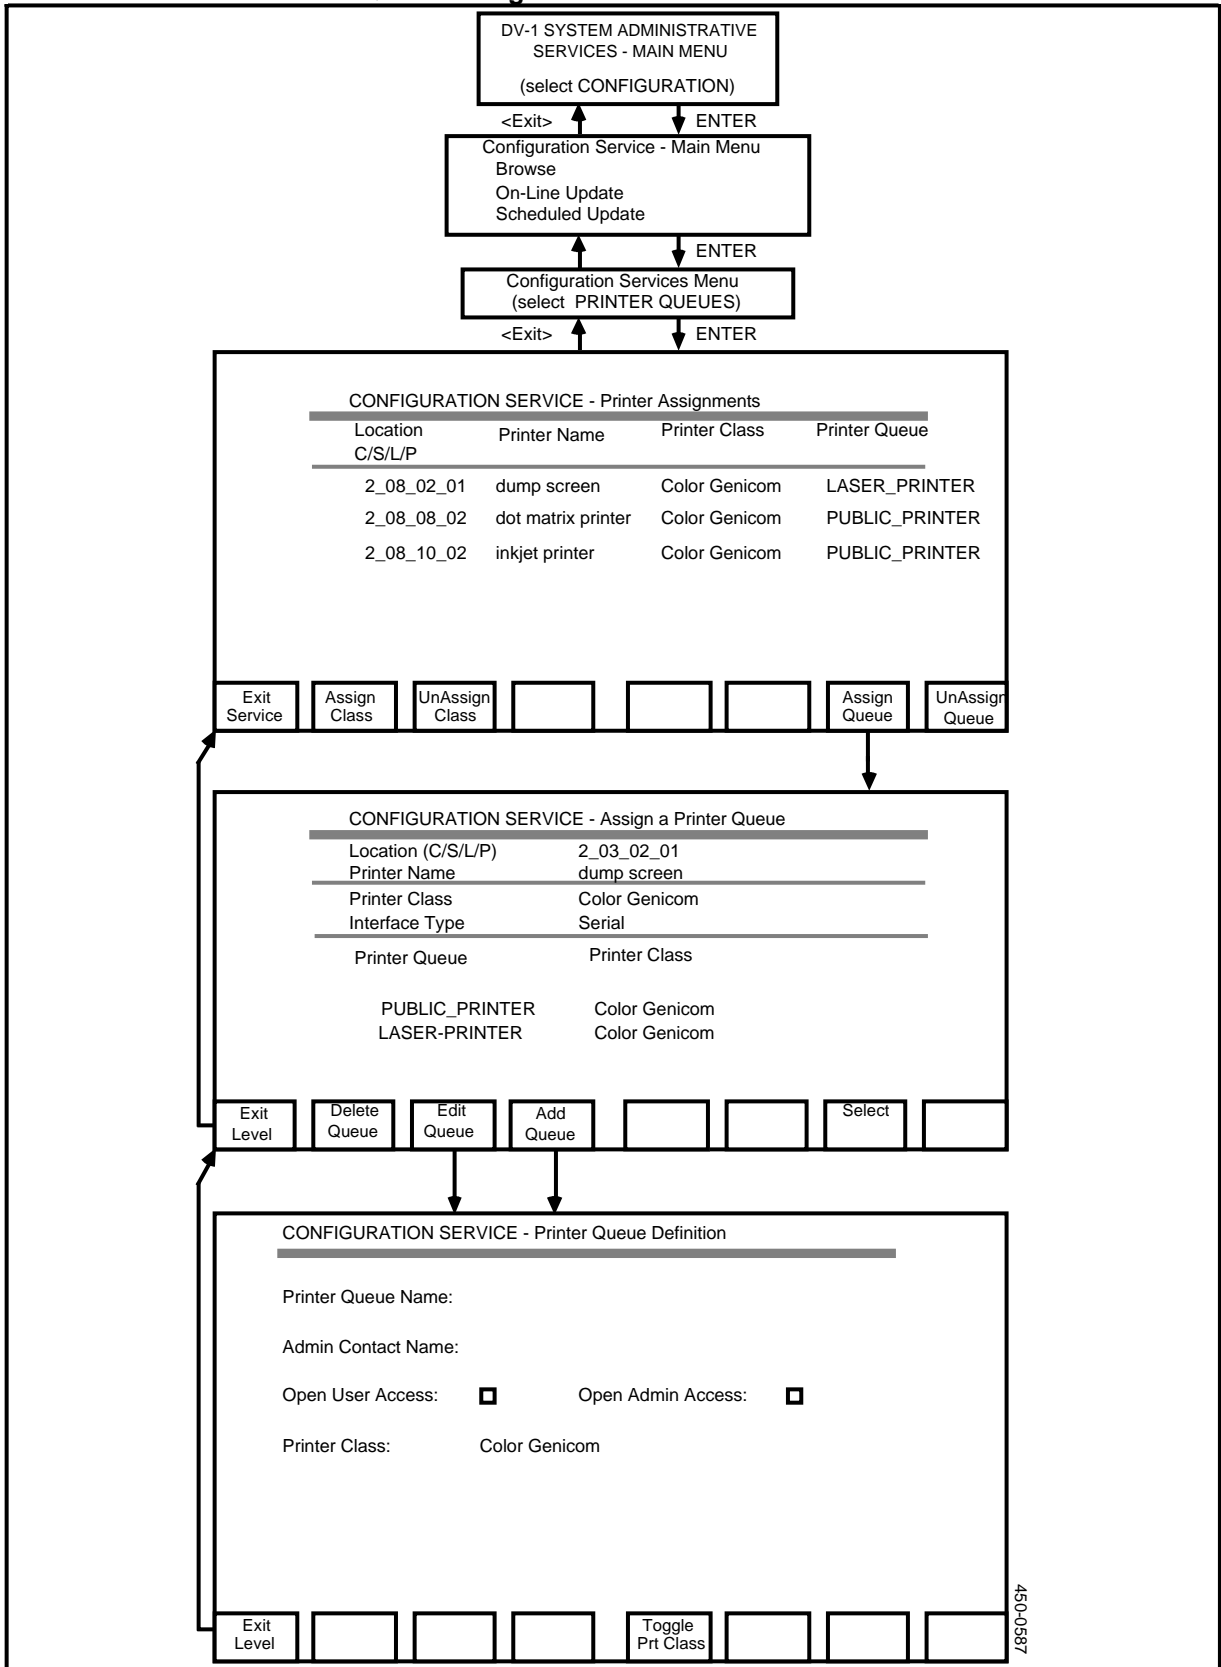 DV-1 SYSTEM ADMINISTRATIVE
SERVICES - MAIN MENU
(select CONFIGURATION)
<Exit> ENTER
Configuration Service - Main Menu
Browse
On-Line Update
Scheduled Update
ENTER
Configuration Services Menu
(select PRINTER QUEUES)
<Exit> ENTER
CONFIGURATION SERVICE - Printer Assignments
Location Printer Name Printer Class Printer Queue
C/S/L/P
2_08_02_01 dump screen Color Genicom LASER_PRINTER
2_08_08_02 dot matrix printer Color Genicom PUBLIC_PRINTER
2_08_10_02 inkjet printer Color Genicom PUBLIC_PRINTER
Exit Assign UnAssign Assign UnAssign
Service Class Class Queue Queue
CONFIGURATION SERVICE - Assign a Printer Queue
Location (C/S/L/P) 2_03_02_01
Printer Name dump screen
Printer Class Color Genicom
Interface Type Serial
Printer Queue Printer Class
PUBLIC_PRINTER Color Genicom
LASER-PRINTER Color Genicom
Exit Delete Edit Add Select
Level Queue Queue Queue
CONFIGURATION SERVICE - Printer Queue Definition
Printer Queue Name:
Admin Contact Name:
Open User Access: Open Admin Access:
Printer Class: Color Genicom
Exit Toggle
Level Prt Class
450-0587